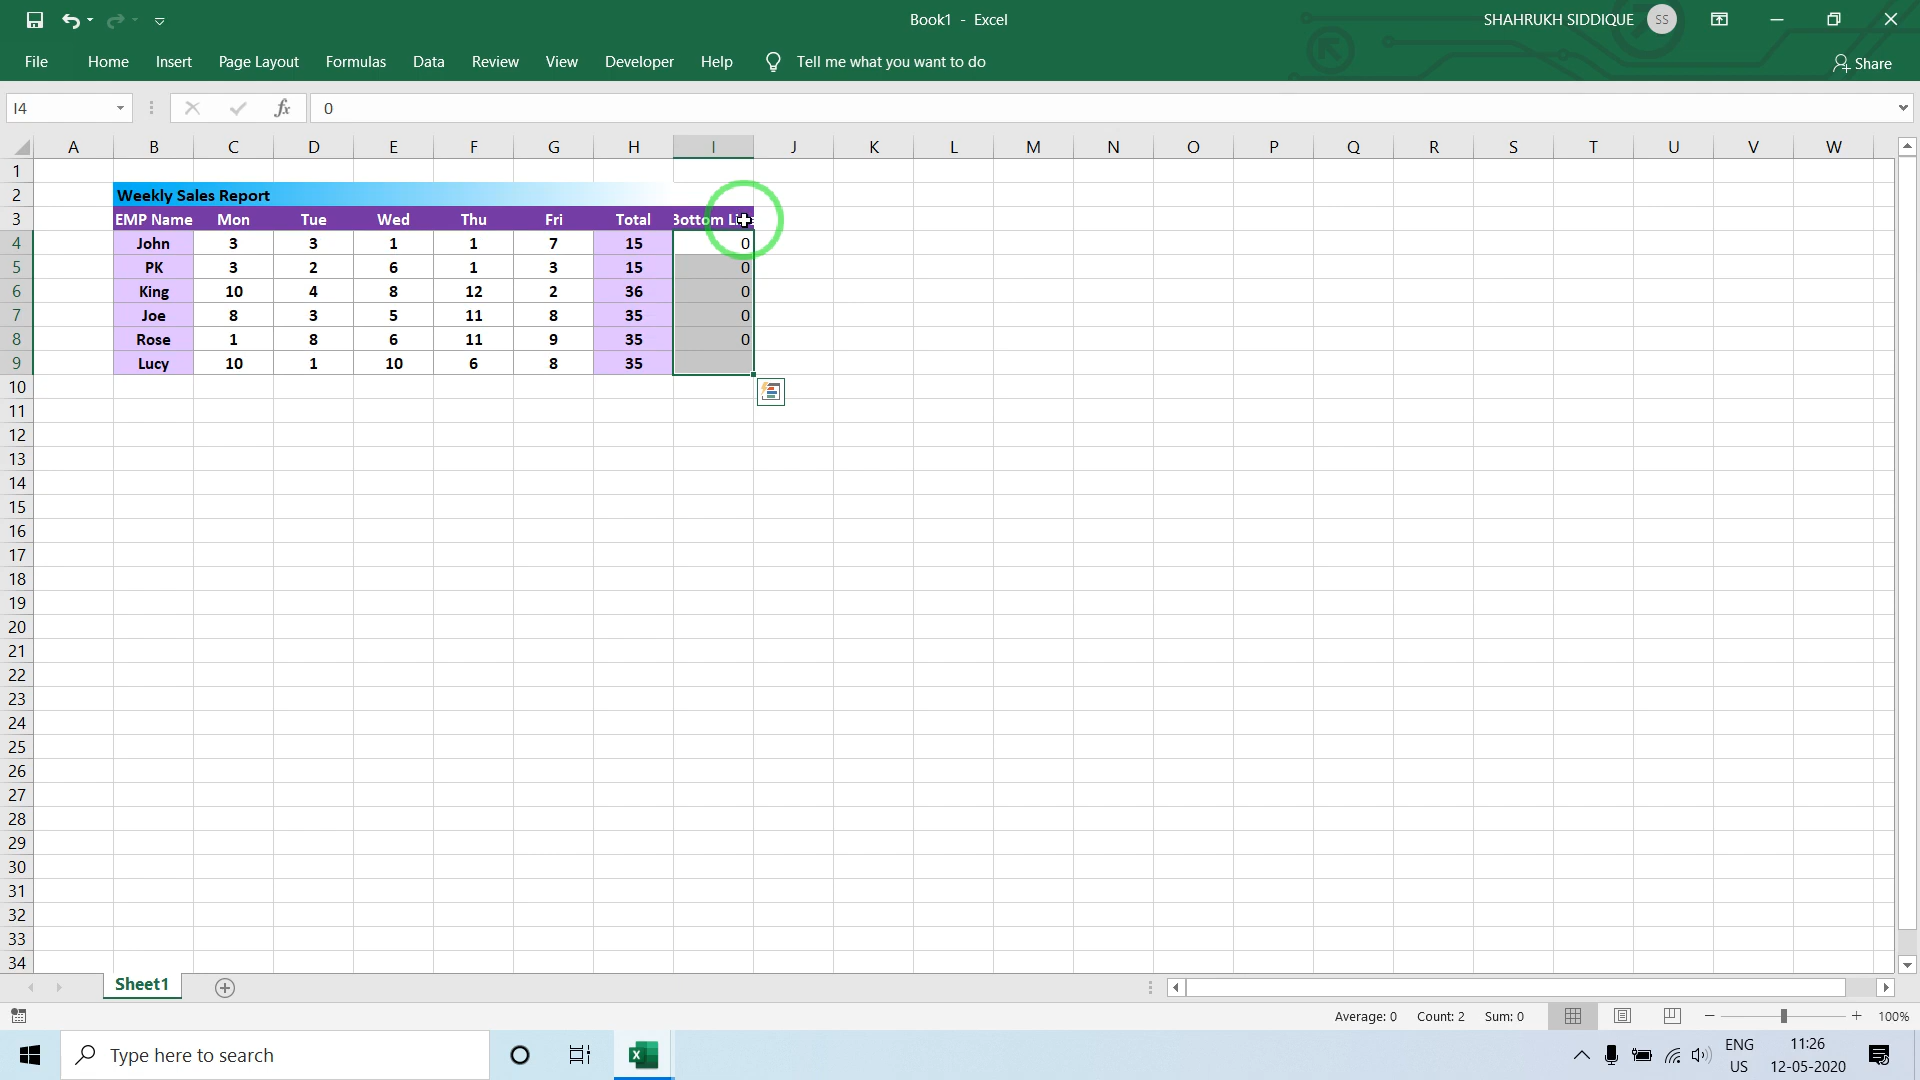 Book1 - Excel
SHAHRUKH SIDDIQUE SS
File Home Insert Page Layout Formulas Data Review View Developer Help Tell me what you want to do Share
I4 fx 0
A B C D E F G H I J K L M N O P Q R S T U V W
1
2 Weekly Sales Report
3 EMP Name Mon Tue Wed Thu Fri Total Bottom
4 John 3 3 1 1 7 15 0
5 PK 3 2 6 1 3 15 0
6 King 10 4 8 12 2 36 0
7 Joe 8 3 5 11 8 35 0
8 Rose 1 8 6 11 9 35 0
9 Lucy 10 1 10 6 8 35
10
11
12
13
14
15
16
17
18
19
20
21
22
23
24
25
26
27
28
29
30
31
32
33
34
Sheet1
Average: 0 Count: 2 Sum: 0 100%
Type here to search
ENG
US
11:26
12-05-2020